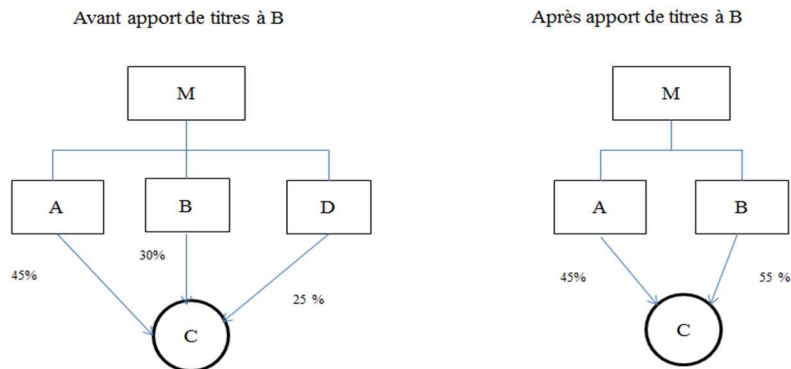 Avant apport de titres à B
M
A
B
D
45%
30%
25 %
C
Après apport de titres à B
M
A
B
45%
55 %
C